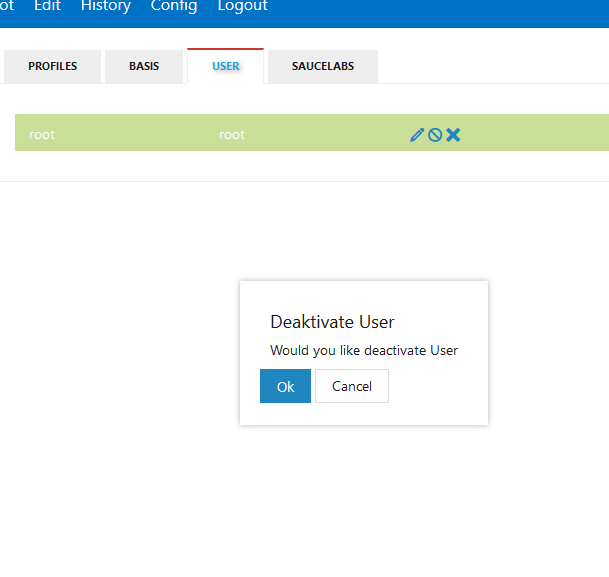 ot Edit History Config Logout
PROFILES BASIS USER SAUCELABS
root root
Deaktivate User
Would you like deactivate User
Ok Cancel